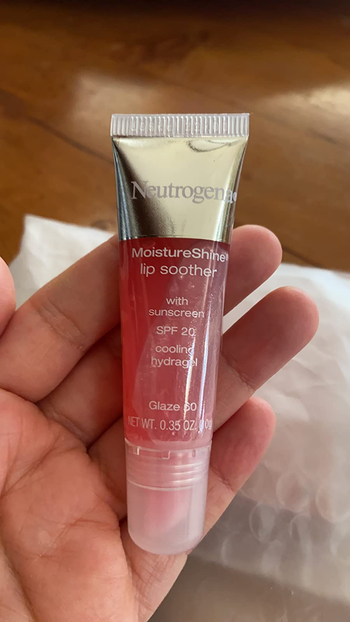 Neutrogena
MoistureShine
lip soother
with
sunscreen
SPF 20
cooling
hydragel
Glaze 60
NET WT. 0.35 OZ.